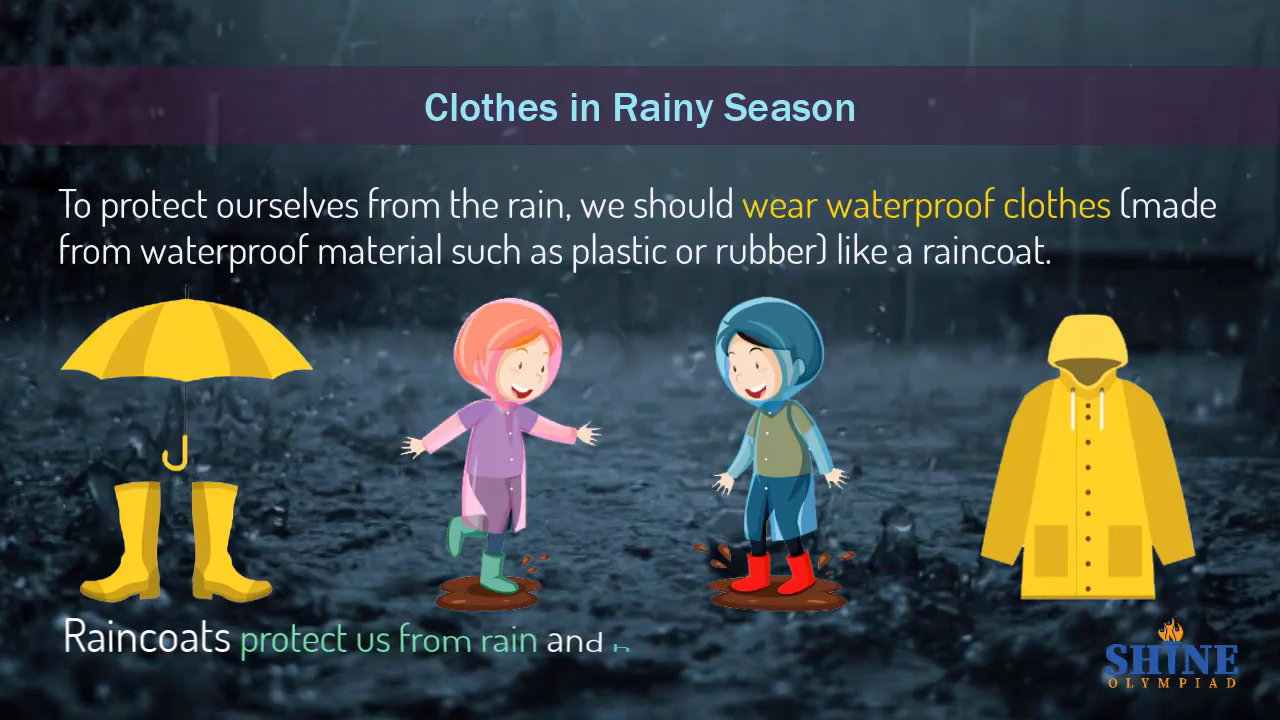 Clothes in Rainy Season
To protect ourselves from the rain, we should wear waterproof clothes (made
from waterproof material such as plastic or rubber) like a raincoat.
Raincoats protect us from rain and
SHINE
OLYMPIAD